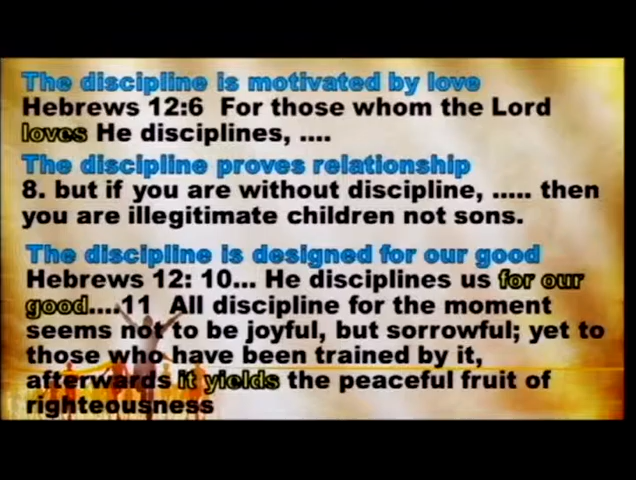 The discipline is motivated by love
Hebrews 12:6 For those whom the Lord
loves He disciplines, ....
The discipline proves relationship
8. but if you are without discipline, ..... then
you are illegitimate children not sons.
The discipline is designed for our good
Hebrews 12: 10... He disciplines us for our
good....11 All discipline for the moment
seems not to be joyful, but sorrowful; yet to
those who have been trained by it,
afterwards it yields the peaceful fruit of
righteousness